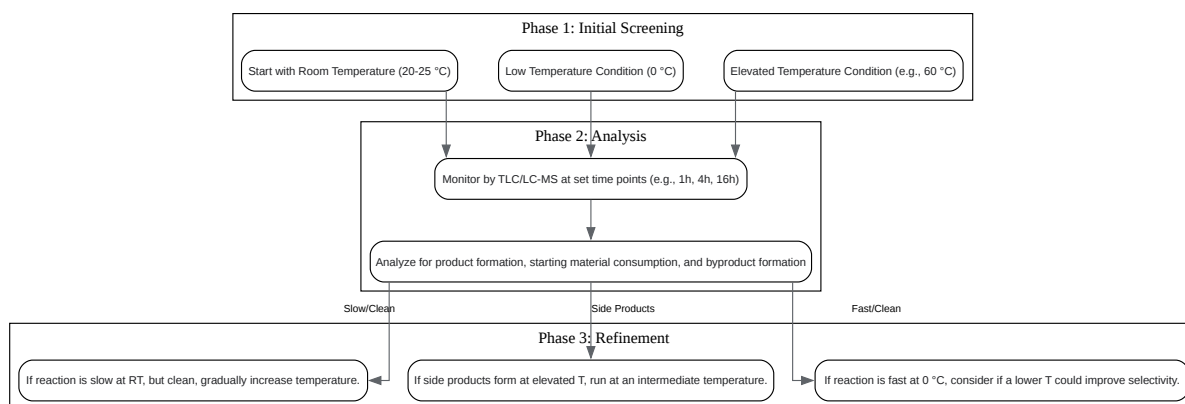 Phase 1: Initial Screening
Start with Room Temperature (20-25 °C)
Low Temperature Condition (0 °C)
Elevated Temperature Condition (e.g., 60 °C)
Phase 2: Analysis
Monitor by TLC/LC-MS at set time points (e.g., 1h, 4h, 16h)
Analyze for product formation, starting material consumption, and byproduct formation
Slow/Clean
Side Products
Fast/Clean
Phase 3: Refinement
If reaction is slow at RT, but clean, gradually increase temperature.
If side products form at elevated T, run at an intermediate temperature.
If reaction is fast at 0 °C, consider if a lower T could improve selectivity.